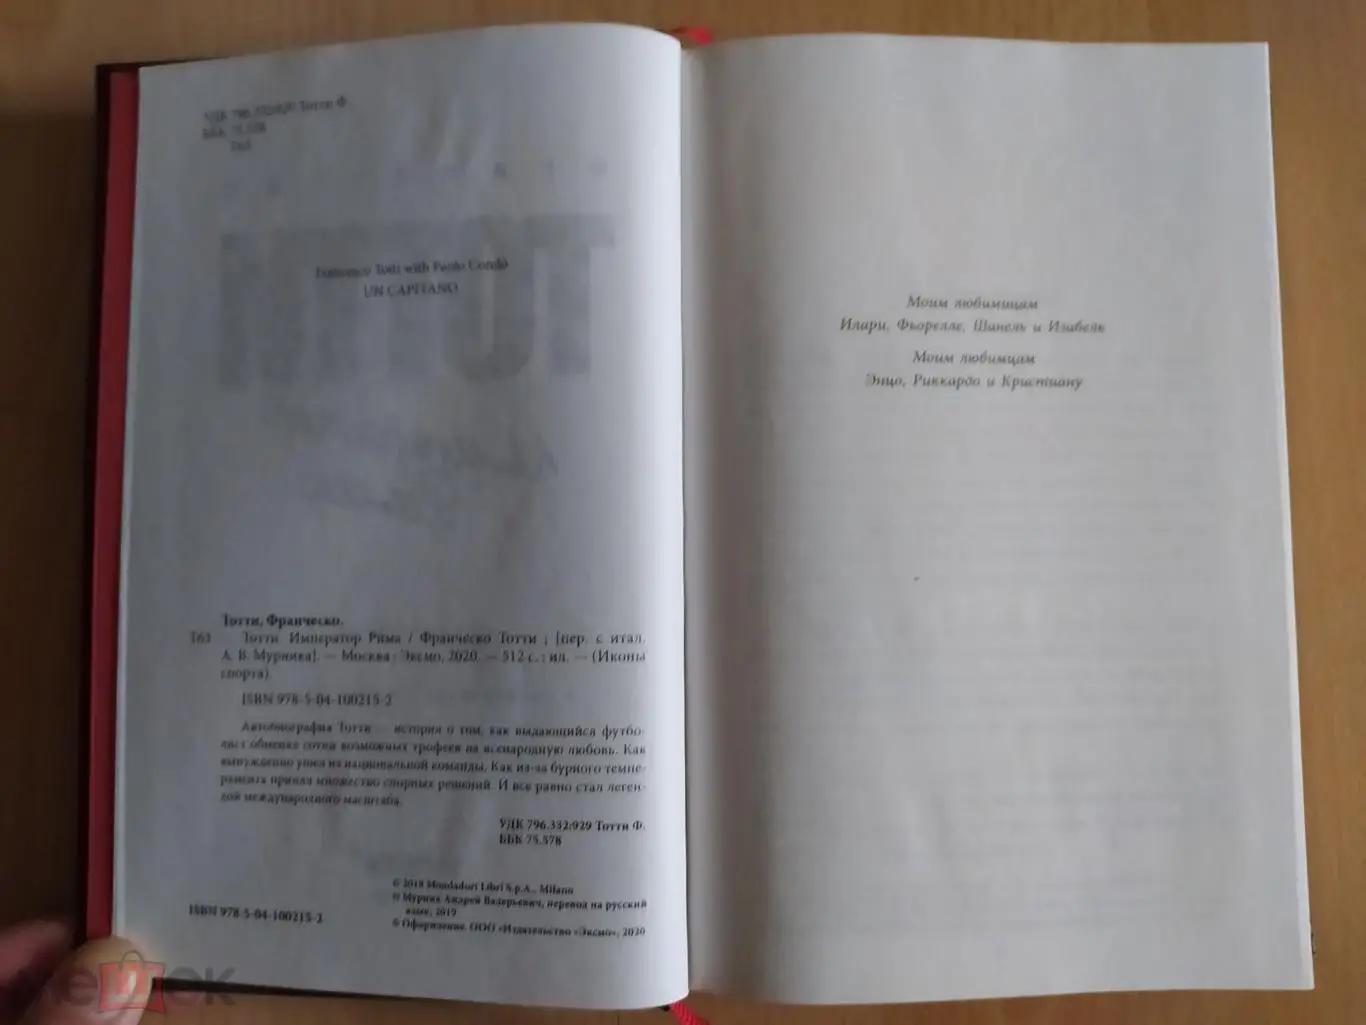 УДК 796.332:929 Тотти Ф.
ББК 75.578
Т63
Francesco Totti with Paolo Condò
UN CAPITANO
Тотти, Франческо.
Т63 Тотти. Император Рима / Франческо Тотти ; [пер. с итал.
А. В. Мурника]. — Москва : Эксмо, 2020. — 512 с. : ил. — (Иконы
спорта).
ISBN 978-5-04-100215-2
Автобиография Тотти — история о том, как выдающийся футбо-
лист обменял сотни возможных трофеев на всенародную любовь. Как
вынужденно ушел из национальной команды. Как из-за бурного темпе-
рамента принял множество спорных решений. И все равно стал леген-
дой международного масштаба.
УДК 796.332:929 Тотти Ф.
ББК 75.578
© 2018 Mondadori Libri S.p.A., Milano
© Мурник Андрей Валерьевич, перевод на русский
язык, 2019
ISBN 978-5-04-100215-2
© Оформление. ООО «Издательство «Эксмо», 2020
Моим любимицам
Илари, Фьорелле, Шанель и Изабель
Моим любимцам
Энцо, Риккардо и Кристиану
мешок